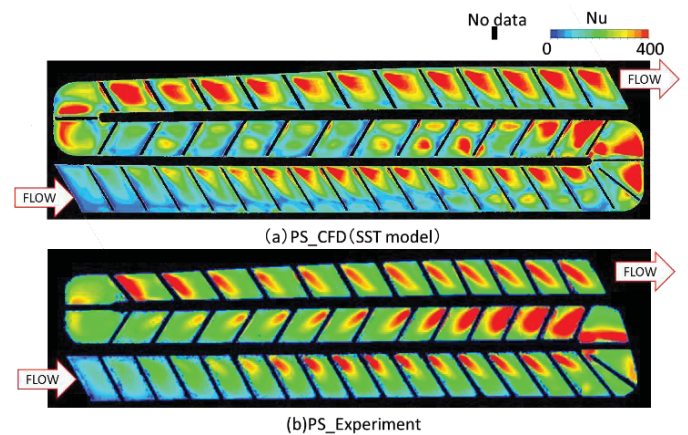 No data
Nu
0
400
FLOW
FLOW
(a)PS_CFD(SST model)
FLOW
FLOW
(b)PS_Experiment